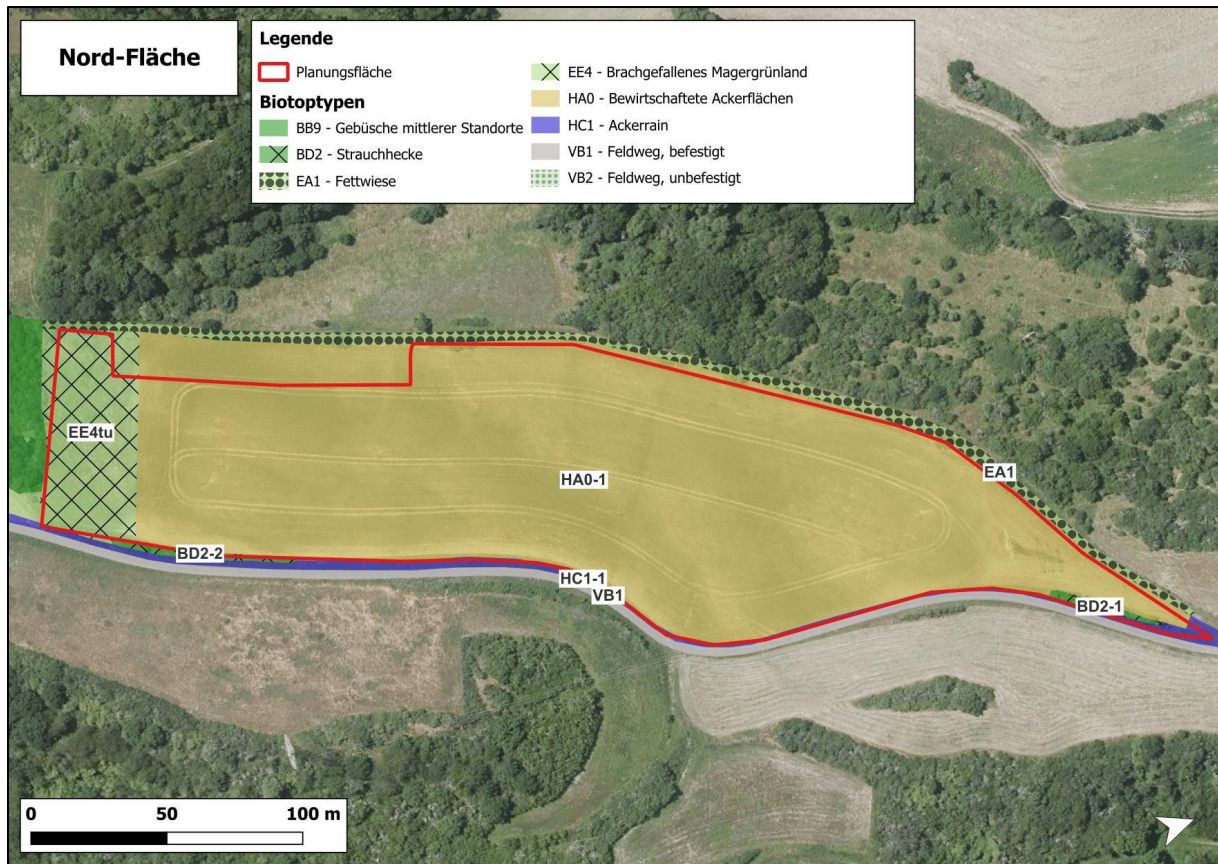 Nord-Fläche
Legende
Planungsfläche
Biotoptypen
BB9 - Gebüsche mittlerer Standorte
BD2 - Strauchhecke
EA1 - Fettwiese
EE4 - Brachgefallenes Magergrünland
HA0 - Bewirtschaftete Ackerflächen
HC1 - Ackerrain
VB1 - Feldweg, befestigt
VB2 - Feldweg, unbefestigt
EE4tu
HA0-1
EA1
BD2-2
HC1-1
VB1
BD2-1
0 50 100 m